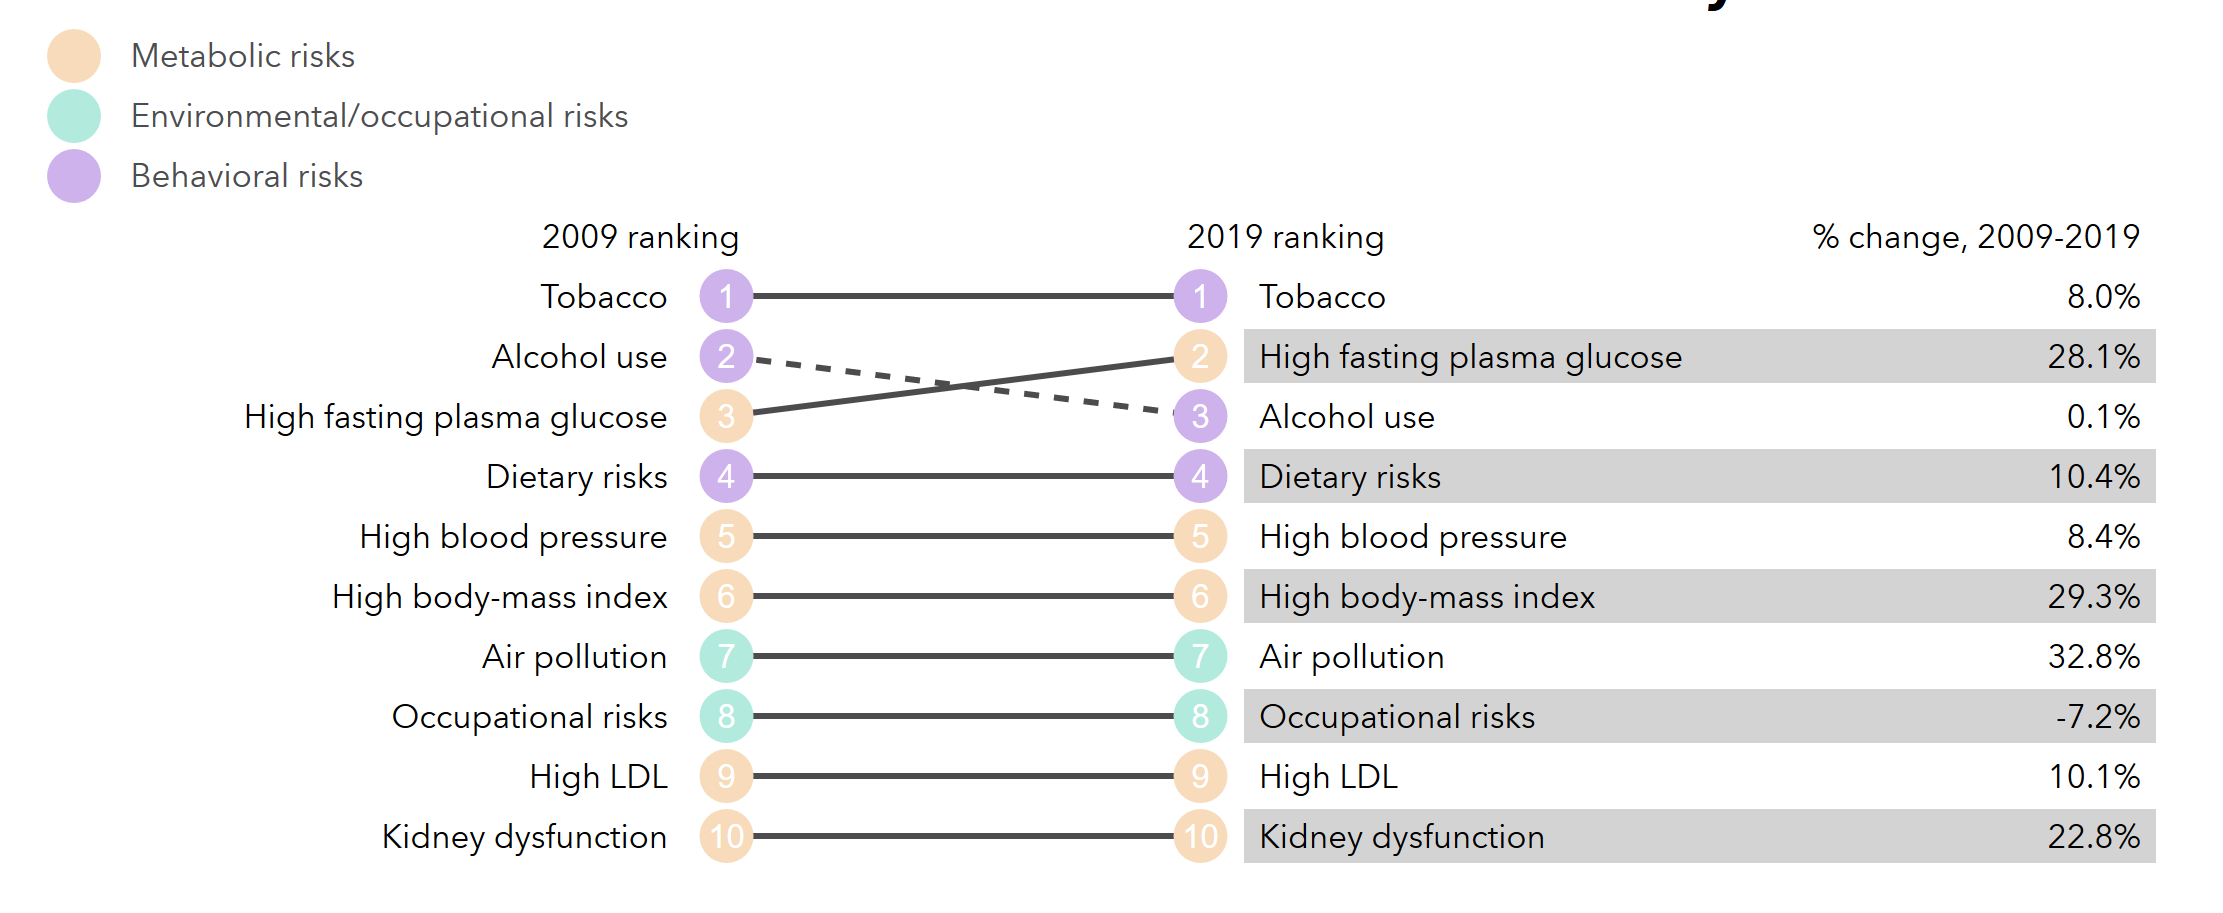 Metabolic risks
Environmental/occupational risks
Behavioral risks
2009 ranking 2019 ranking % change, 2009-2019
Tobacco 1 1 Tobacco 8.0%
Alcohol use 2 2 High fasting plasma glucose 28.1%
High fasting plasma glucose 3 3 Alcohol use 0.1%
Dietary risks 4 4 Dietary risks 10.4%
High blood pressure 5 5 High blood pressure 8.4%
High body-mass index 6 6 High body-mass index 29.3%
Air pollution 7 7 Air pollution 32.8%
Occupational risks 8 8 Occupational risks -7.2%
High LDL 9 9 High LDL 10.1%
Kidney dysfunction 10 10 Kidney dysfunction 22.8%